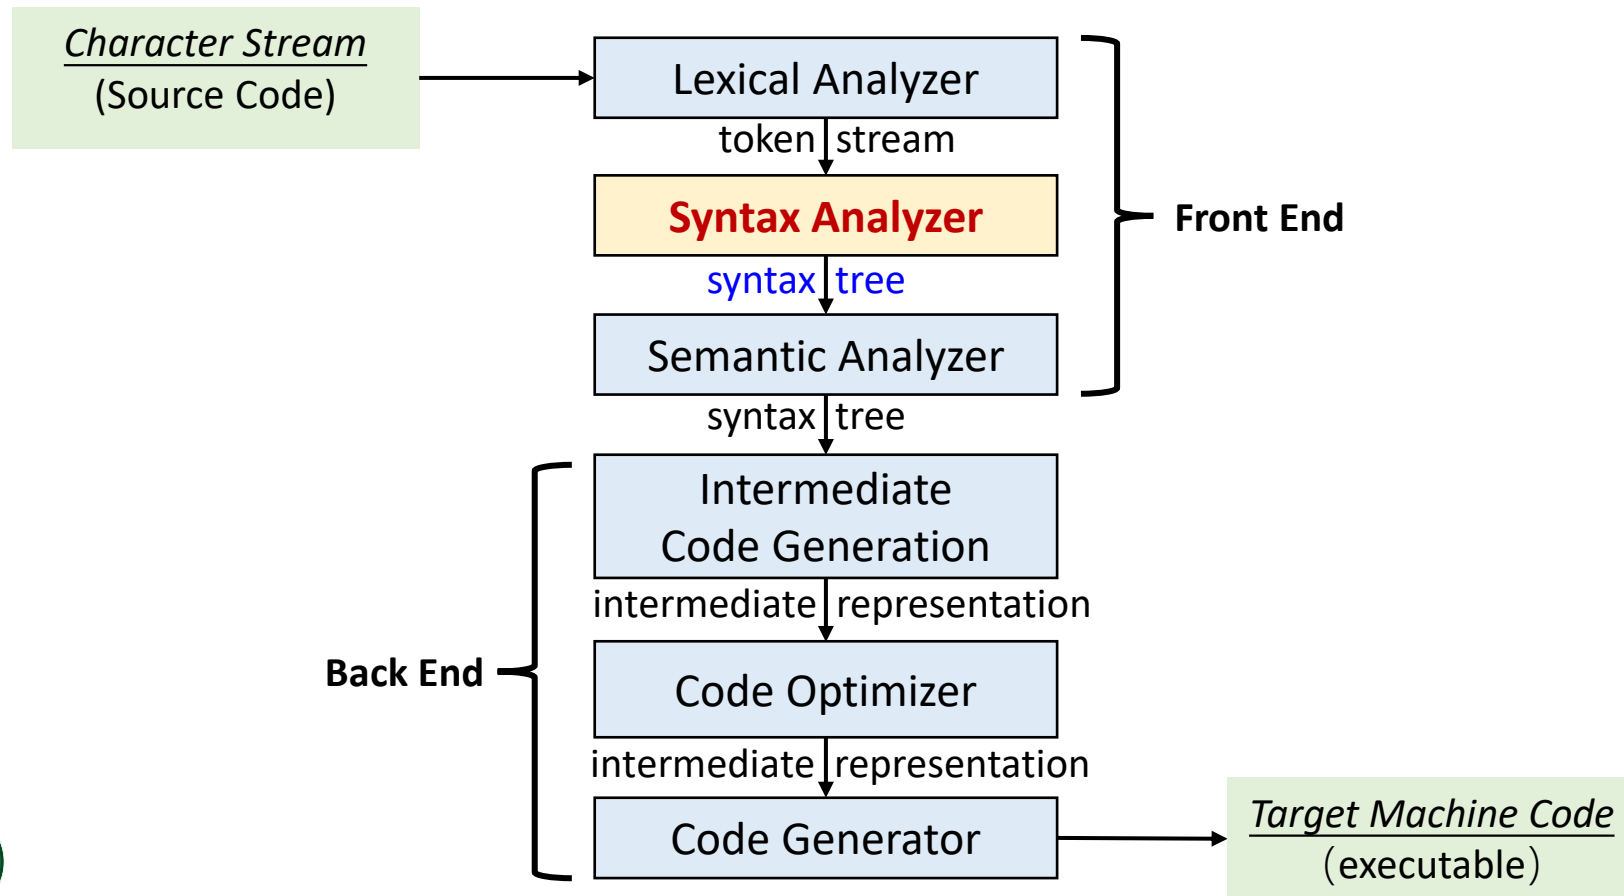 Character Stream
(Source Code)
Lexical Analyzer
token stream
Syntax Analyzer
Front End
syntax tree
Semantic Analyzer
syntax tree
Intermediate
Code Generation
intermediate representation
Back End
Code Optimizer
intermediate representation
Code Generator
Target Machine Code
（executable）